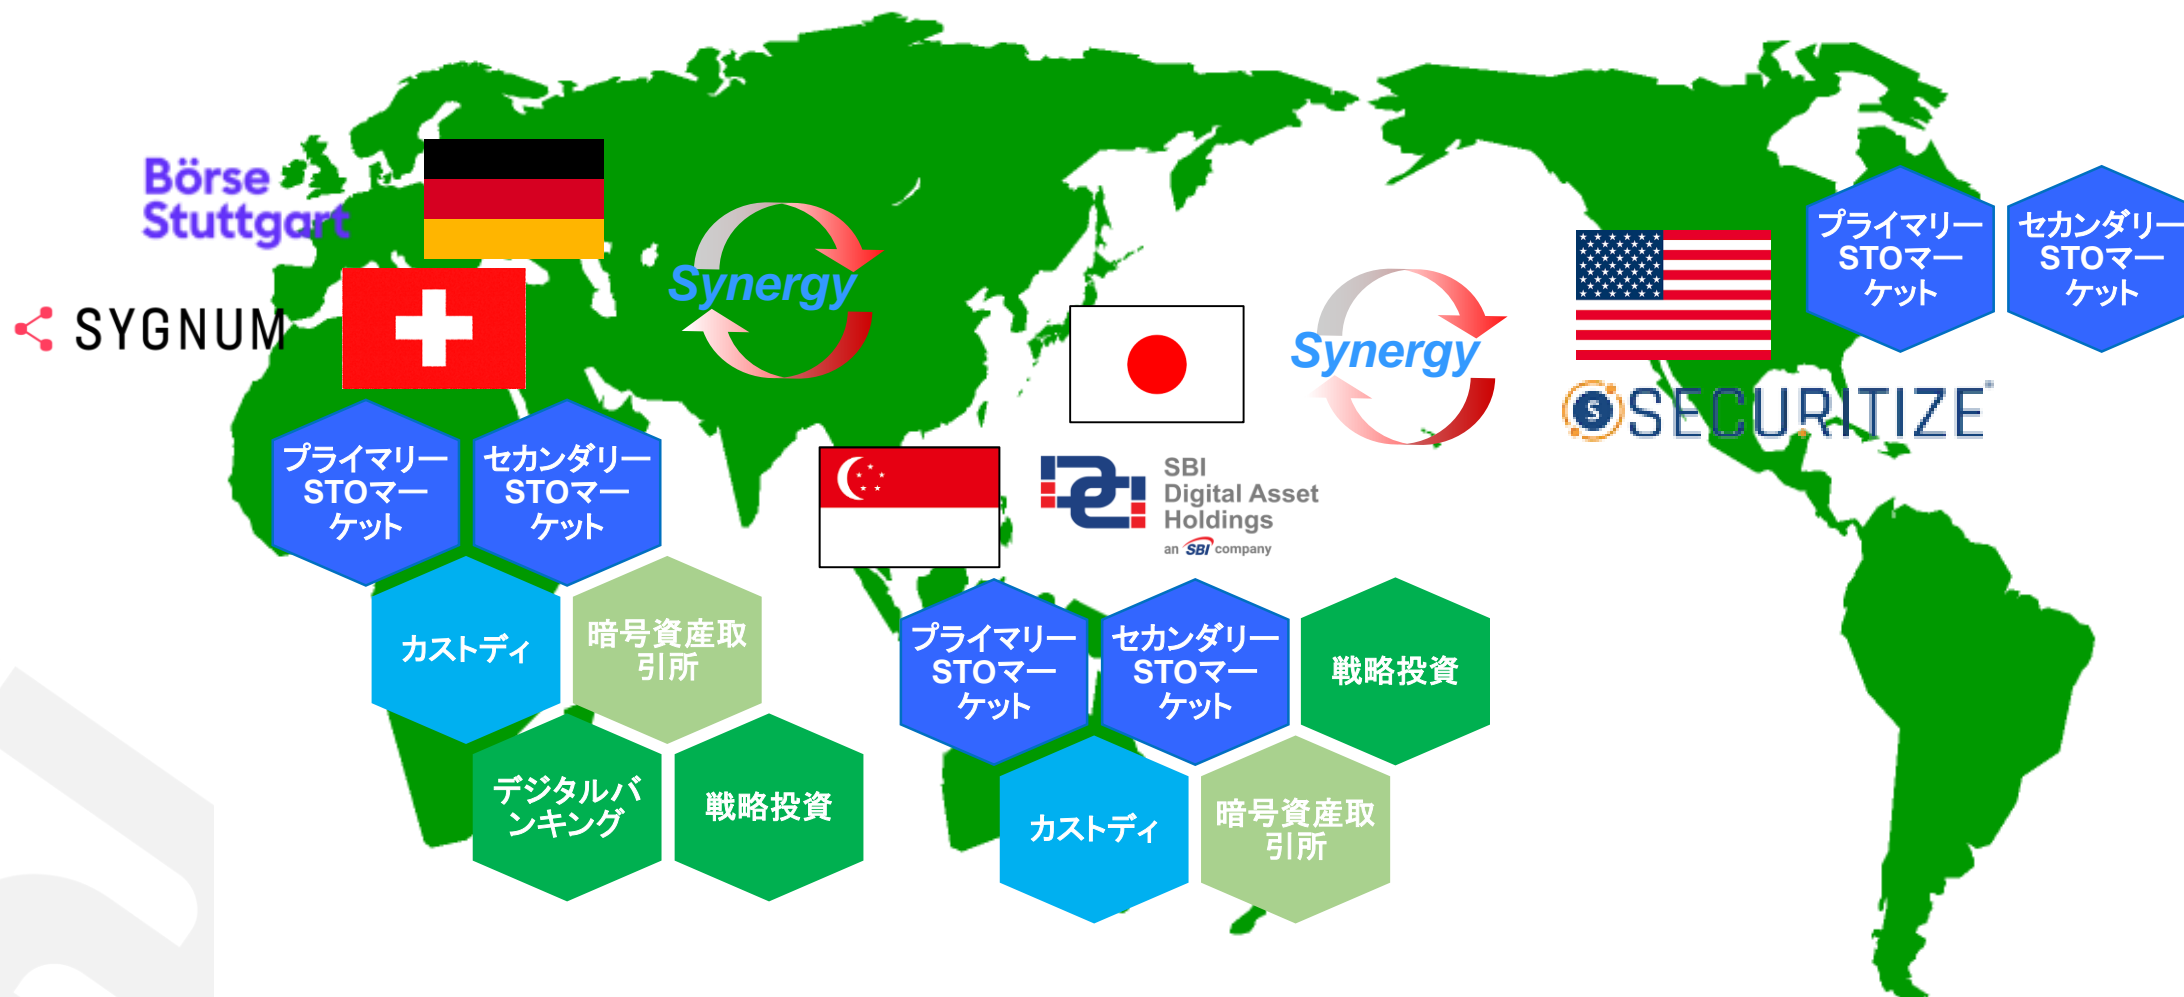 Börse
Stuttgart
SYGNUM
Synergy
プライマリー
STOマー
ケット
セカンダリー
STOマー
ケット
カストディ
暗号資産取
引所
デジタルバ
ンキング
戦略投資
SBI
Digital Asset
Holdings
an SBI company
プライマリー
STOマー
ケット
セカンダリー
STOマー
ケット
戦略投資
カストディ
暗号資産取
引所
Synergy
SECURITIZE
プライマリー
STOマー
ケット
セカンダリー
STOマー
ケット